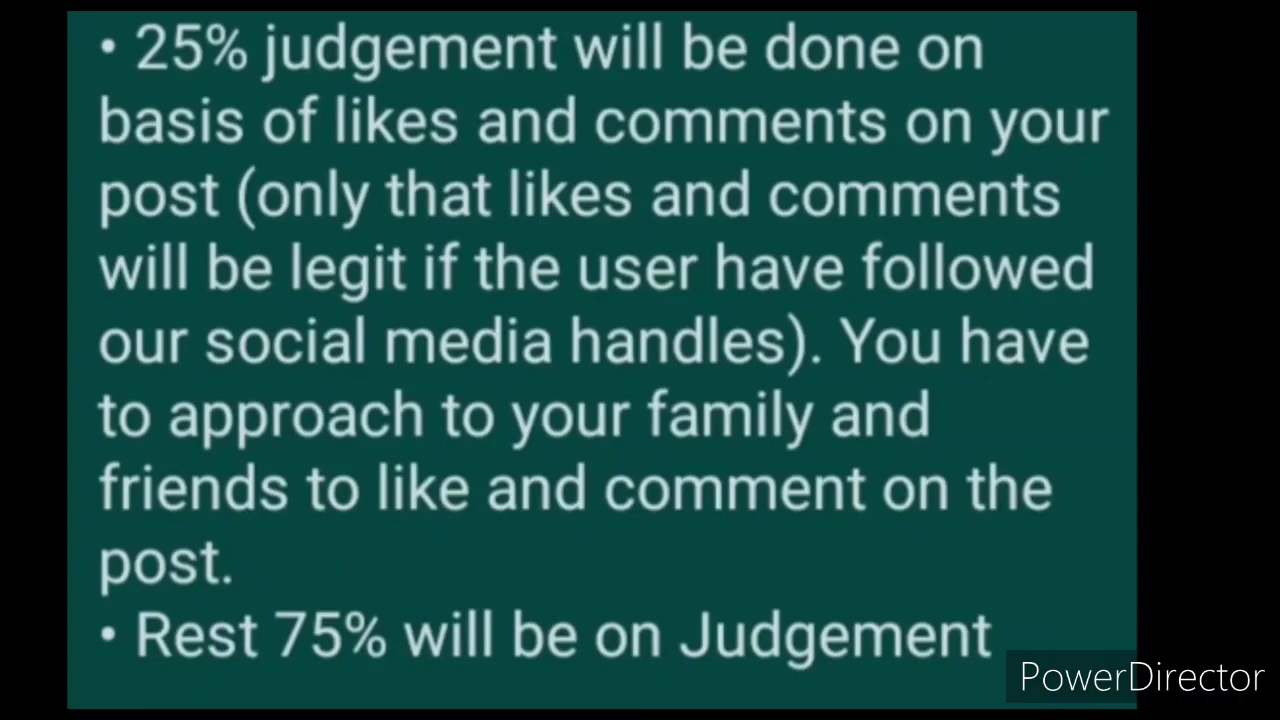 • 25% judgement will be done on
basis of likes and comments on your
post (only that likes and comments
will be legit if the user have followed
our social media handles). You have
to approach to your family and
friends to like and comment on the
post.
• Rest 75% will be on Judgement
PowerDirector